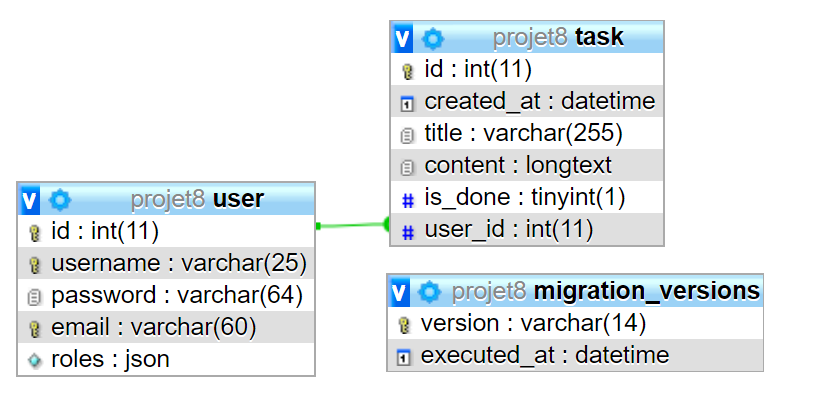 projet8 task
id : int(11)
created_at : datetime
title : varchar(255)
content : longtext
is_done : tinyint(1)
user_id : int(11)
projet8 user
id : int(11)
username : varchar(25)
password : varchar(64)
email : varchar(60)
roles : json
projet8 migration_versions
version : varchar(14)
executed_at : datetime